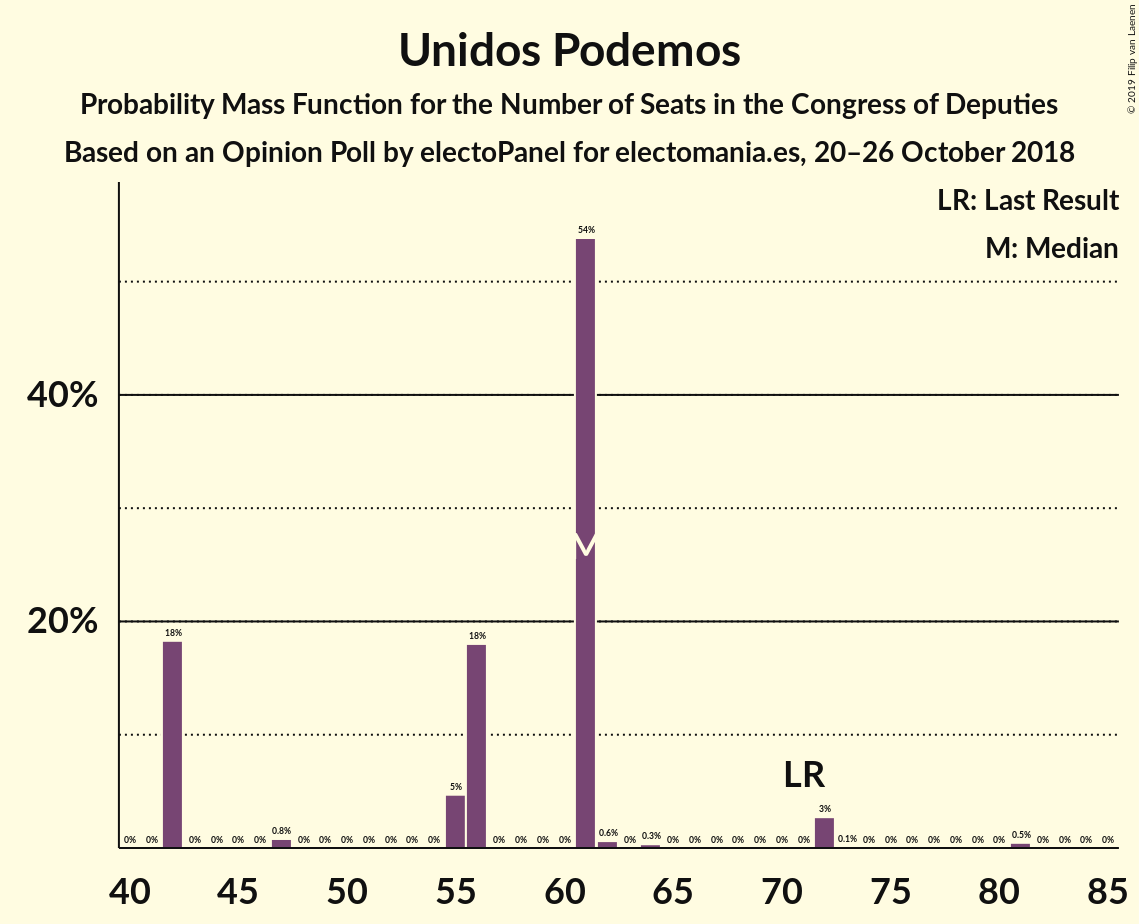 Unidos Podemos
Probability Mass Function for the Number of Seats in the Congress of Deputies
Based on an Opinion Poll by electoPanel for electomania.es, 20–26 October 2018
© 2019 Filip van Laenen
LR: Last Result
M: Median
54%
40%
20%
18%
18%
LR
5%
3%
0% 0% 0% 0% 0% 0% 0.8% 0% 0% 0% 0% 0% 0% 0% 0% 0% 0% 0% 0.6% 0% 0.3% 0% 0% 0% 0% 0% 0% 0% 0.1% 0% 0% 0% 0% 0% 0% 0% 0.5% 0% 0% 0% 0%
40 45 50 55 60 65 70 75 80 85